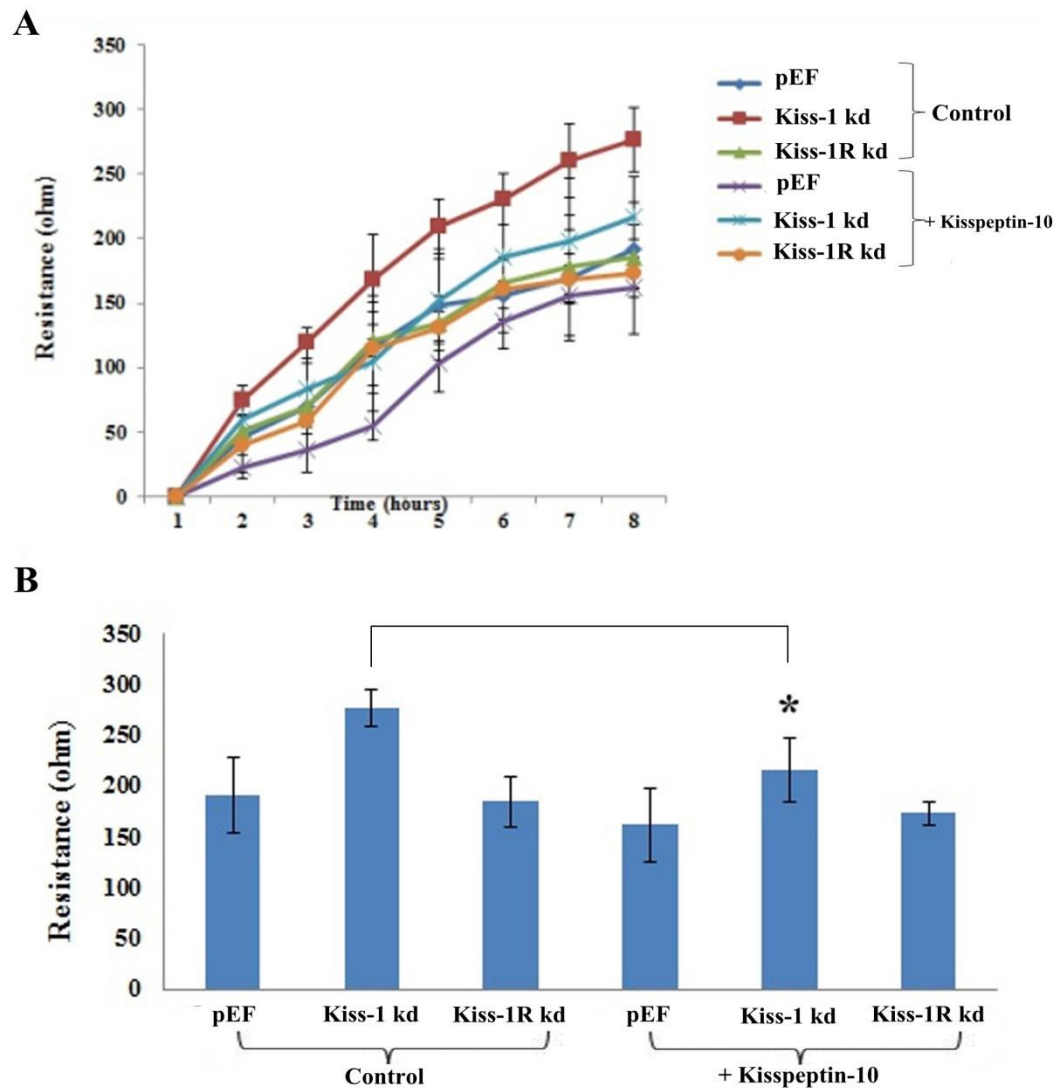 A
350
300
250
200
150
100
50
0
Resistance (ohm)
Time (hours)
1 2 3 4 5 6 7 8
pEF
Kiss-1 kd
Kiss-1R kd
Control
pEF
Kiss-1 kd
Kiss-1R kd
+ Kisspeptin-10
B
350
300
250
200
150
100
50
0
Resistance (ohm)
*
pEF Kiss-1 kd Kiss-1R kd pEF Kiss-1 kd Kiss-1R kd
Control + Kisspeptin-10